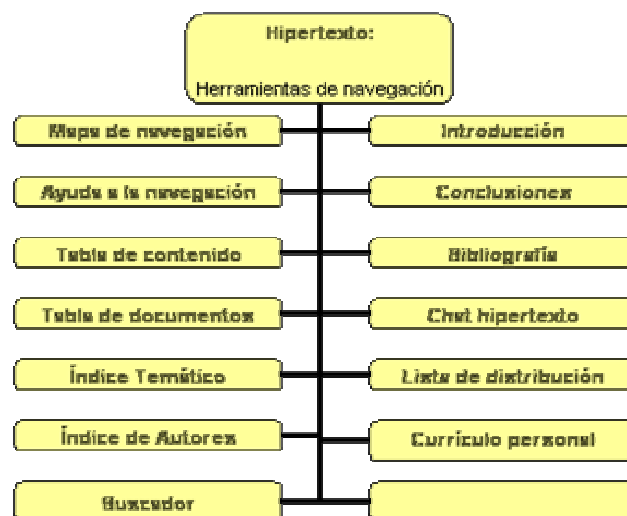 Hipertexto:
Herramientas de navegación
Mapa de navegación
Introducción
Ayuda a la navegación
Conclusiones
Tabla de contenido
Bibliografía
Tabla de documentos
Chat hipertexto
Índice Temático
Lista de distribución
Índice de Autores
Currículo personal
Buscador